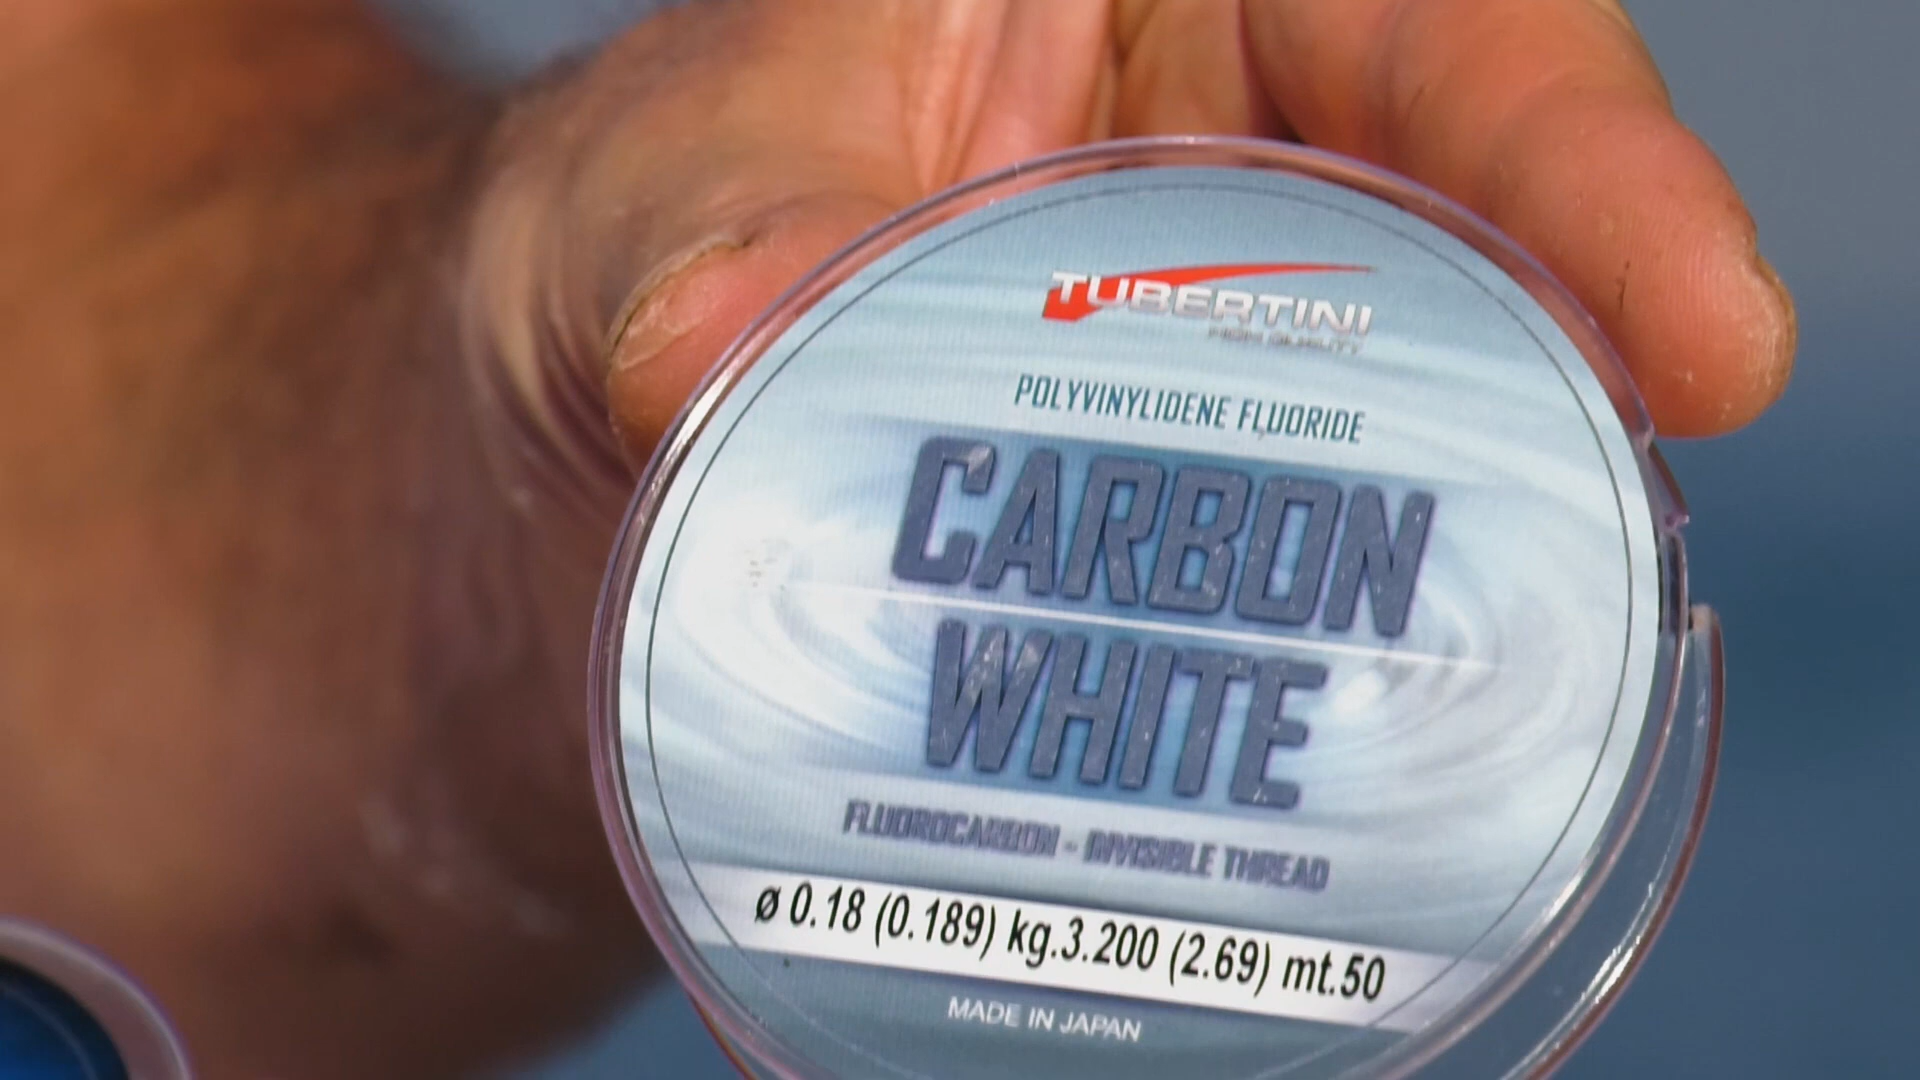 TUBERTINI
HIGH QUALITY
POLYVINYLIDENE FLUORIDE
CARBON
WHITE
FLUOROCARBON - INVISIBLE THREAD
ø 0.18 (0.189) kg.3.200 (2.69) mt.50
MADE IN JAPAN